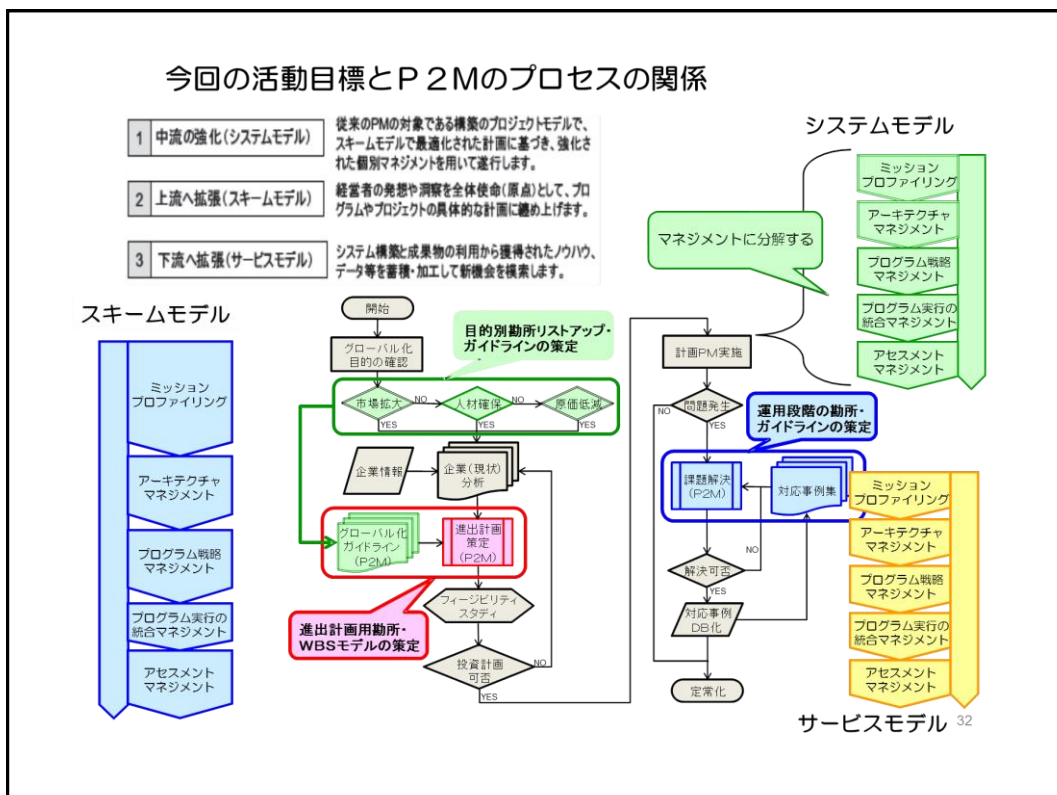 今回の活動目標とP2Mのプロセスの関係
1 中流の強化(システムモデル)
従来のPMの対象である構築のプロジェクトモデルで、
スキームモデルで最適化された計画に基づき、強化さ
れた個別マネジメントを用いて遂行します。
2 上流へ拡張(スキームモデル)
経営者の発想や洞察を全体使命(原点)として、プロ
グラムやプロジェクトの具体的な計画に纏め上げます。
3 下流へ拡張(サービスモデル)
システム構築と成果物の利用から獲得されたノウハウ、
データ等を蓄積・加工して新機会を模索します。
システムモデル
ミッション
プロファイリング
アーキテクチャ
マネジメント
プログラム戦略
マネジメント
プログラム実行の
統合マネジメント
アセスメント
マネジメント
マネジメントに分解する
スキームモデル
ミッション
プロファイリング
アーキテクチャ
マネジメント
プログラム戦略
マネジメント
プログラム実行の
統合マネジメント
アセスメント
マネジメント
開始
グローバル化
目的の確認
目的別勘所リストアップ・
ガイドラインの策定
市場拡大
NO
人材確保
NO
原価低減
YES
YES
YES
企業情報
企業(現状)
分析
グローバル化
ガイドライン
(P2M)
進出計画
策定
(P2M)
進出計画用勘所・
WBSモデルの策定
フィージビリティ
スタディ
投資計画
可否
NO
YES
計画PM実施
問題発生
NO
YES
運用段階の勘所・
ガイドラインの策定
課題解決
(P2M)
対応事例集
解決可否
NO
YES
対応事例
DB化
定常化
ミッション
プロファイリング
アーキテクチャ
マネジメント
プログラム戦略
マネジメント
プログラム実行の
統合マネジメント
アセスメント
マネジメント
サービスモデル
32